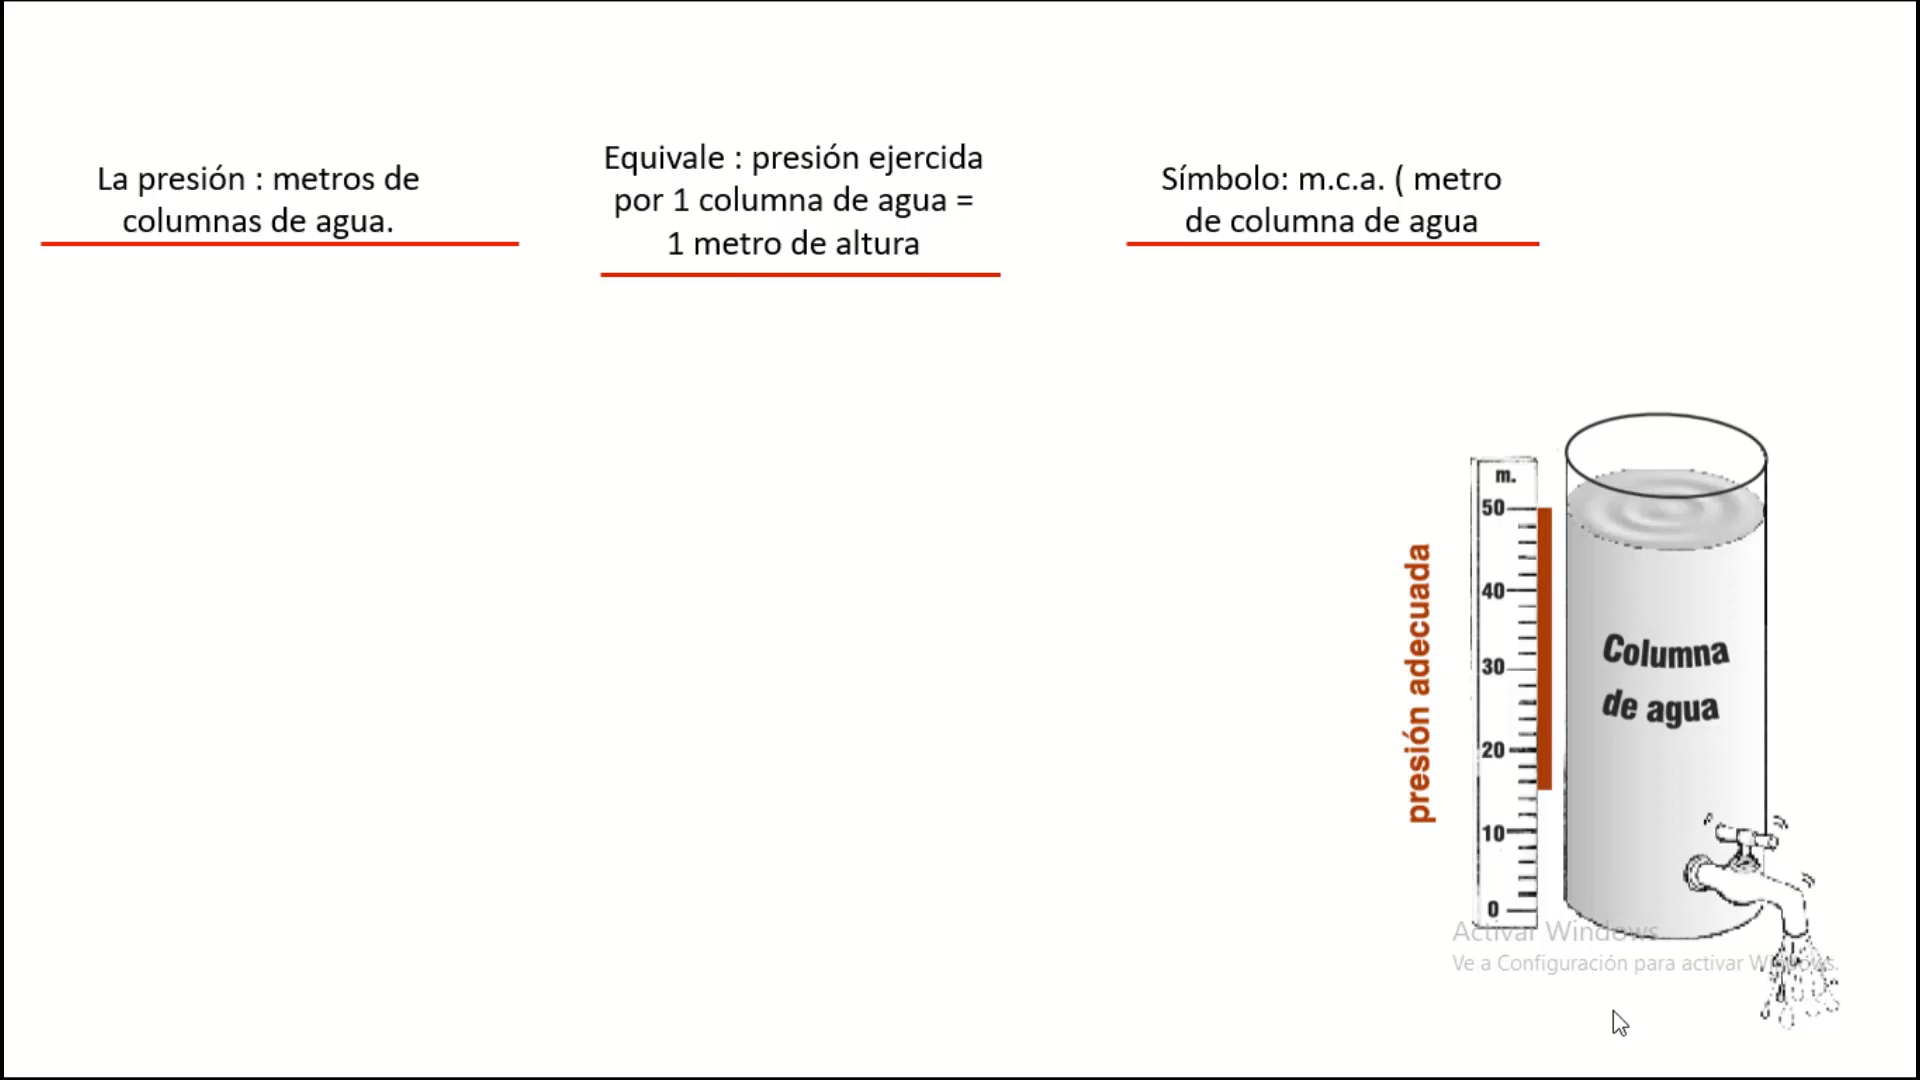 La presión : metros de
columnas de agua.
Equivale : presión ejercida
por 1 columna de agua =
1 metro de altura
Símbolo: m.c.a. ( metro
de columna de agua
presión adecuada
m.
50
40
30
20
10
0
Columna
de agua
Activar Windows
Ve a Configuración para activar Windows.